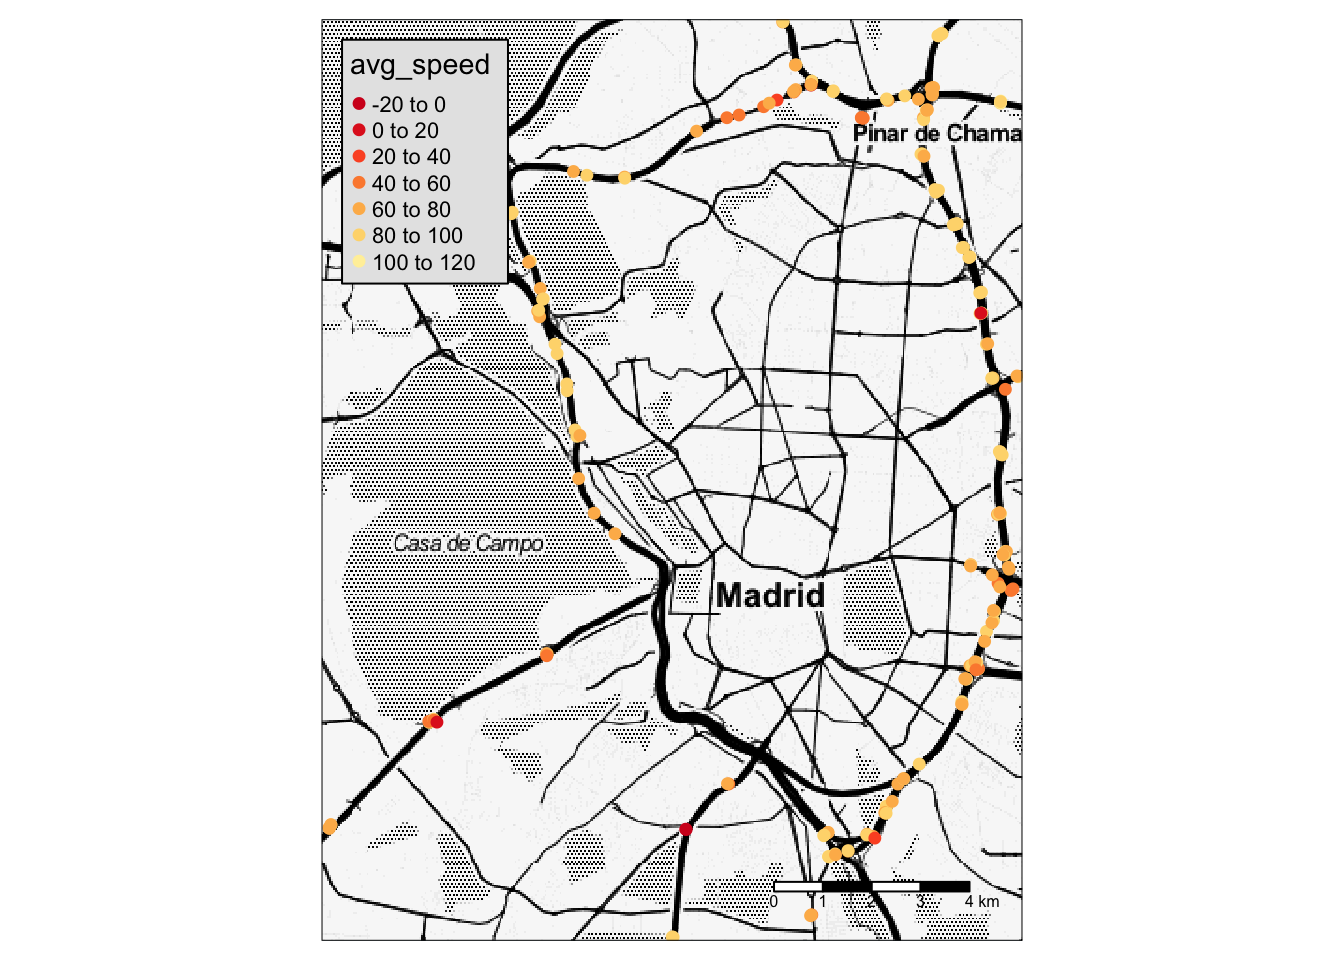 avg_speed
-20 to 0
0 to 20
20 to 40
40 to 60
60 to 80
80 to 100
100 to 120
Pinar de Chama
Casa de Campo
Madrid
0 1 2 3 4 km